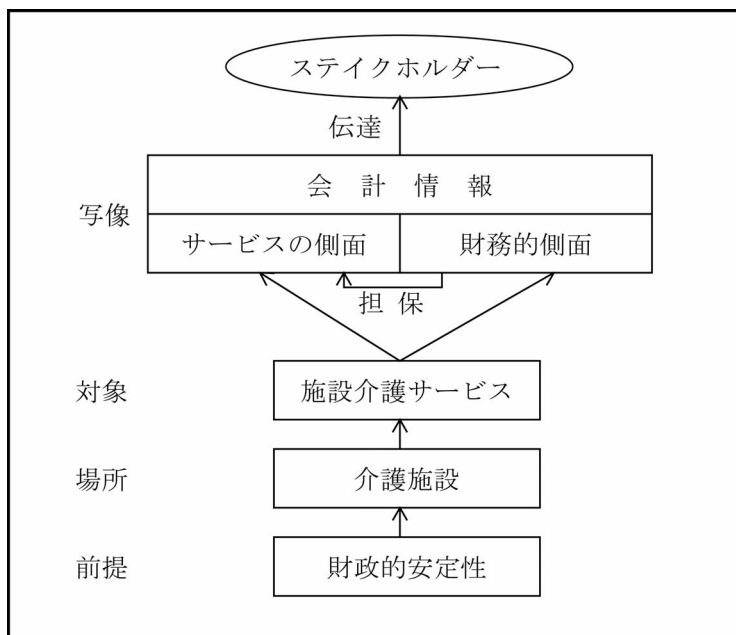 ステイクホルダー
伝達
会計情報
写像
サービスの側面
財務的側面
担保
対象
施設介護サービス
場所
介護施設
前提
財政的安定性